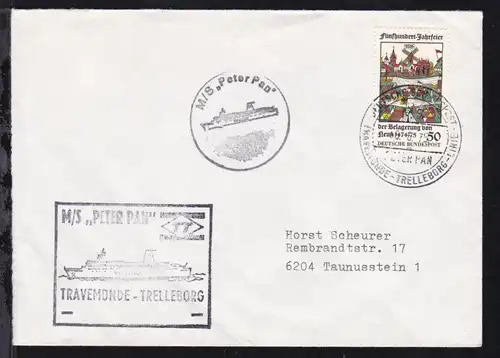 Fünfhundert-Jahrfeier
der Belagerung von
Neuß 1474/75 50
DEUTSCHE BUNDESPOST
PETER PAN
TRAVEMÜNDE-TRELLEBORG-LINIE
M/S „Peter Pan"
M/S „PETER PAN" TT
TRAVEMÜNDE - TRELLEBORG
Horst Scheurer
Rembrandtstr. 17
6204 Taunusstein 1